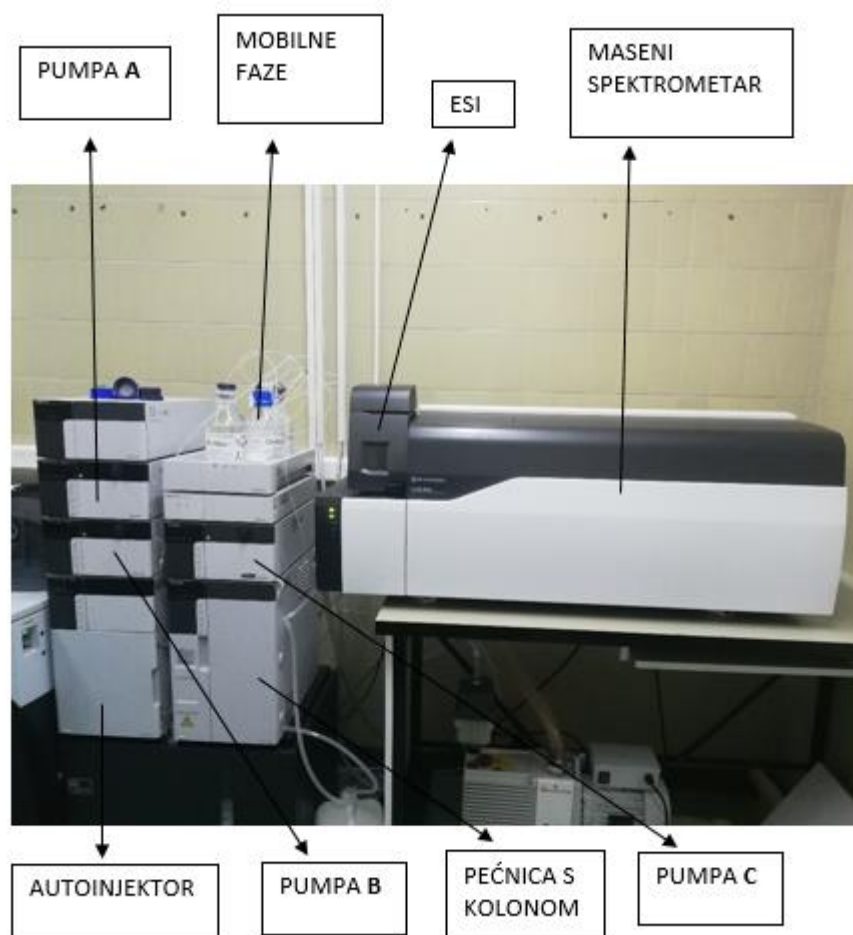 PUMPA A
MOBILNE
FAZE
ESI
MASENI
SPEKTROMETAR
AUTOINJEKTOR
PUMPA B
PEĆNICA S
KOLONOM
PUMPA C